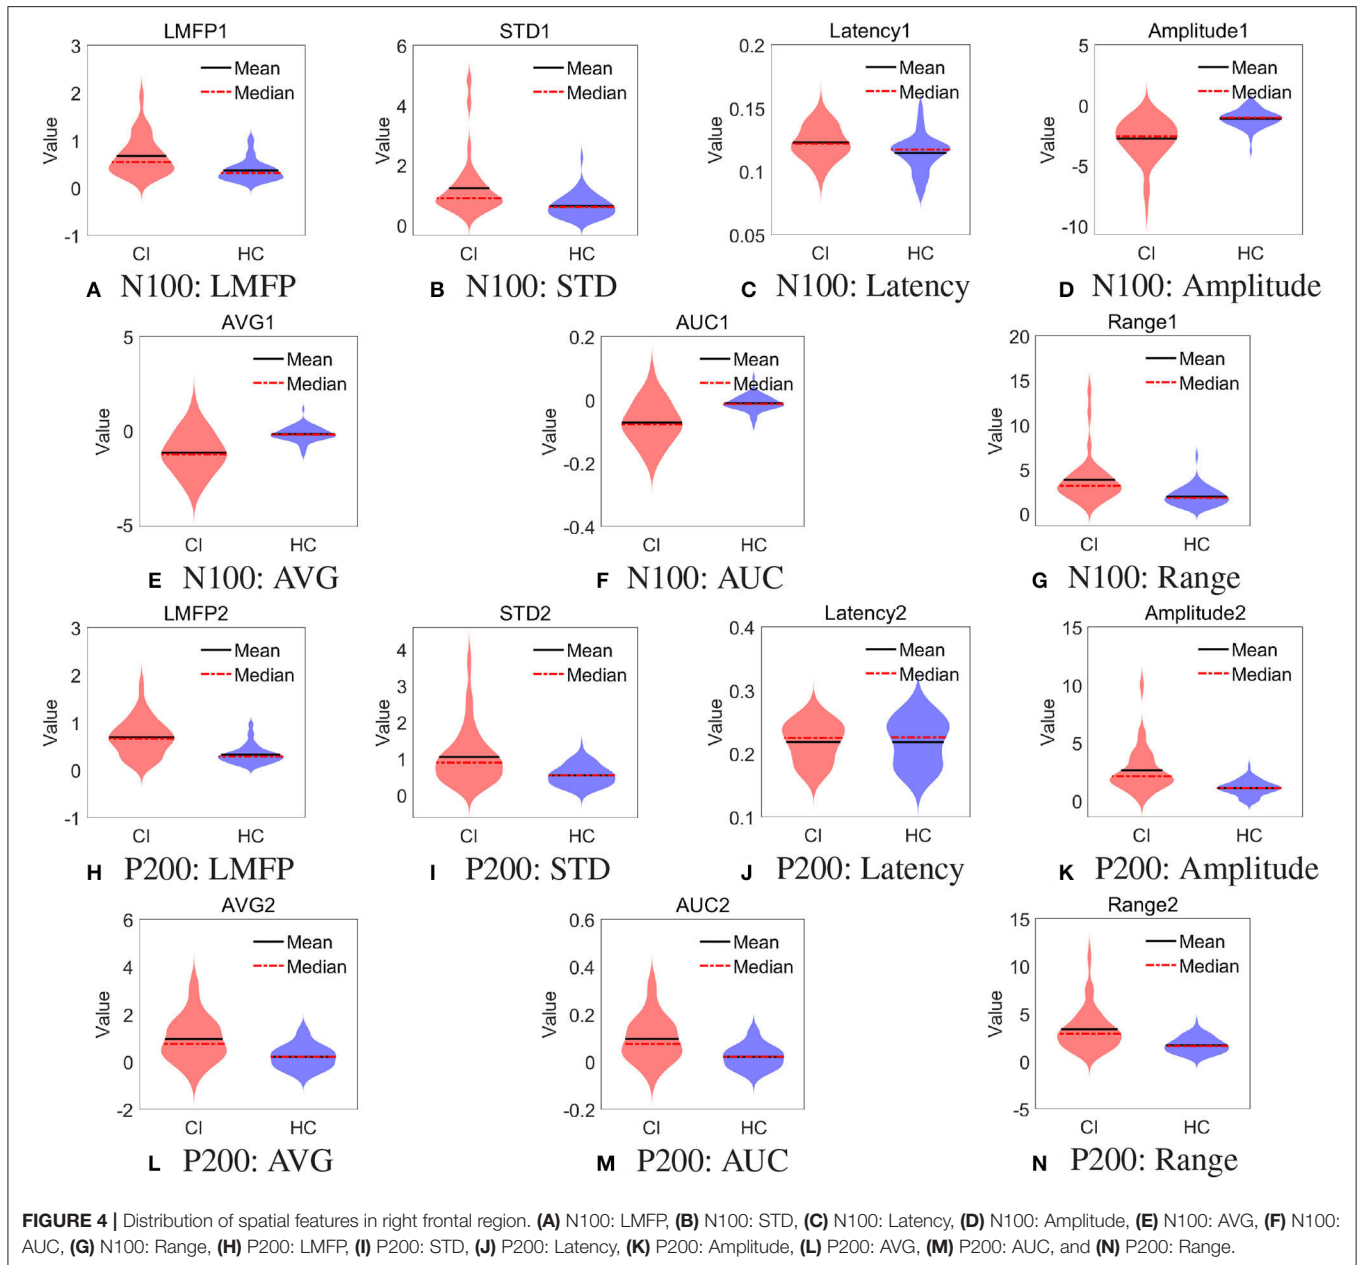 LMFP1
3
2
1
0
-1
Value
Mean
Median
CI
HC
A N100: LMFP
STD1
6
4
2
0
Value
Mean
Median
CI
HC
B N100: STD
Latency1
0.2
0.15
0.1
0.05
Value
Mean
Median
CI
HC
C N100: Latency
Amplitude1
5
0
-5
-10
Value
Mean
Median
CI
HC
D N100: Amplitude
AVG1
5
0
-5
Value
Mean
Median
CI
HC
E N100: AVG
AUC1
0.2
0
-0.2
-0.4
Value
Mean
Median
CI
HC
F N100: AUC
Range1
20
15
10
5
0
Value
Mean
Median
CI
HC
G N100: Range
LMFP2
3
2
1
0
-1
Value
Mean
Median
CI
HC
H P200: LMFP
STD2
4
3
2
1
0
Value
Mean
Median
CI
HC
I P200: STD
Latency2
0.4
0.3
0.2
0.1
Value
Mean
Median
CI
HC
J P200: Latency
Amplitude2
15
10
5
0
Value
Mean
Median
CI
HC
K P200: Amplitude
AVG2
6
4
2
0
-2
Value
Mean
Median
CI
HC
L P200: AVG
AUC2
0.6
0.4
0.2
0
-0.2
Value
Mean
Median
CI
HC
M P200: AUC
Range2
15
10
5
0
-5
Value
Mean
Median
CI
HC
N P200: Range
FIGURE 4 | Distribution of spatial features in right frontal region. (A) N100: LMFP, (B) N100: STD, (C) N100: Latency, (D) N100: Amplitude, (E) N100: AVG, (F) N100:
AUC, (G) N100: Range, (H) P200: LMFP, (I) P200: STD, (J) P200: Latency, (K) P200: Amplitude, (L) P200: AVG, (M) P200: AUC, and (N) P200: Range.